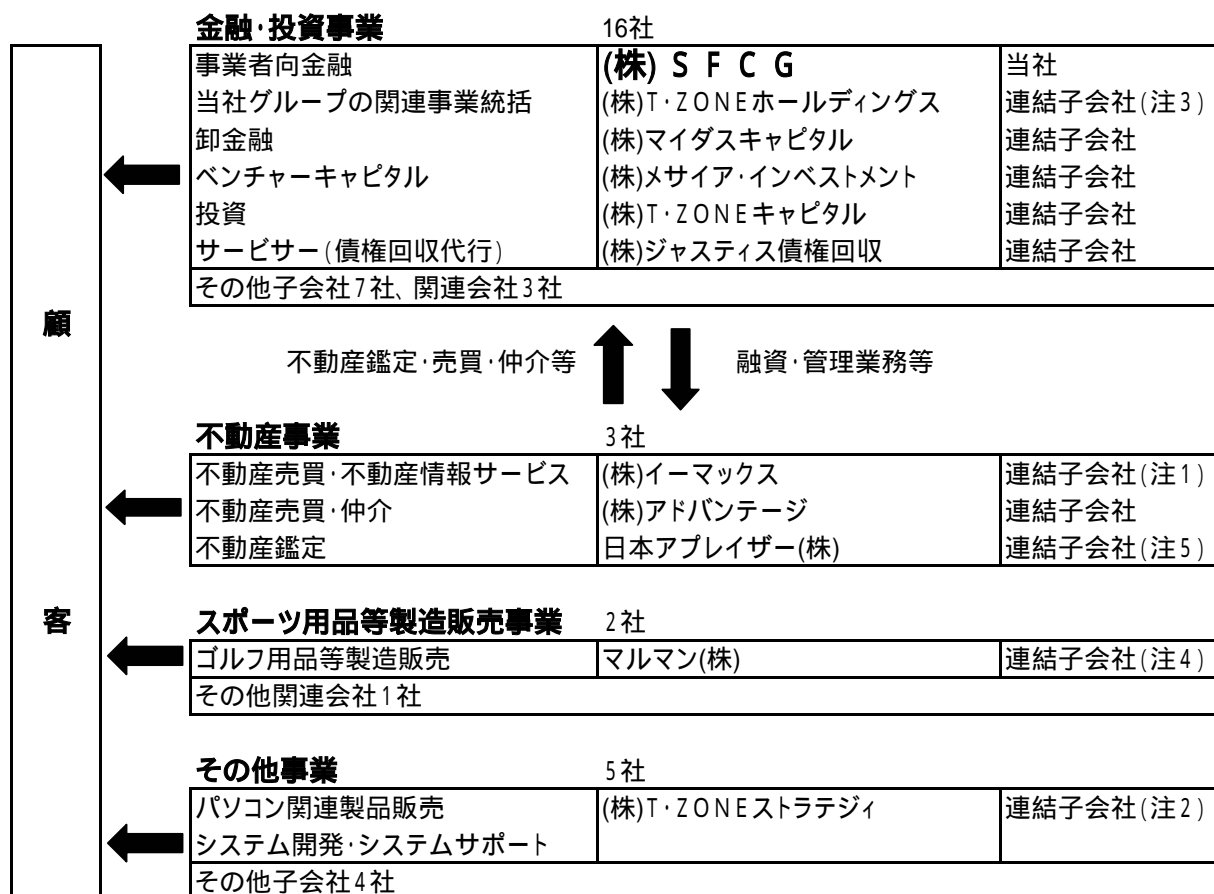 金融・投資事業 16社
事業者向金融 (株)ＳＦＣＧ 当社
当社グループの関連事業統括 (株)T・ZONEホールディングス 連結子会社(注3)
卸金融 (株)マイダスキャピタル 連結子会社
ベンチャーキャピタル (株)メサイア・インベストメント 連結子会社
投資 (株)T・ZONEキャピタル 連結子会社
サービサー(債権回収代行) (株)ジャスティス債権回収 連結子会社
その他子会社7社、関連会社3社
顧客
不動産鑑定・売買・仲介等 融資・管理業務等
不動産事業 3社
不動産売買・不動産情報サービス (株)イーマックス 連結子会社(注1)
不動産売買・仲介 (株)アドバンテージ 連結子会社
不動産鑑定 日本アプレイザー(株) 連結子会社(注5)
スポーツ用品等製造販売事業 2社
ゴルフ用品等製造販売 マルマン(株) 連結子会社(注4)
その他関連会社1社
その他事業 5社
パソコン関連製品販売 (株)T・ZONEストラテジィ 連結子会社(注2)
システム開発・システムサポート
その他子会社4社